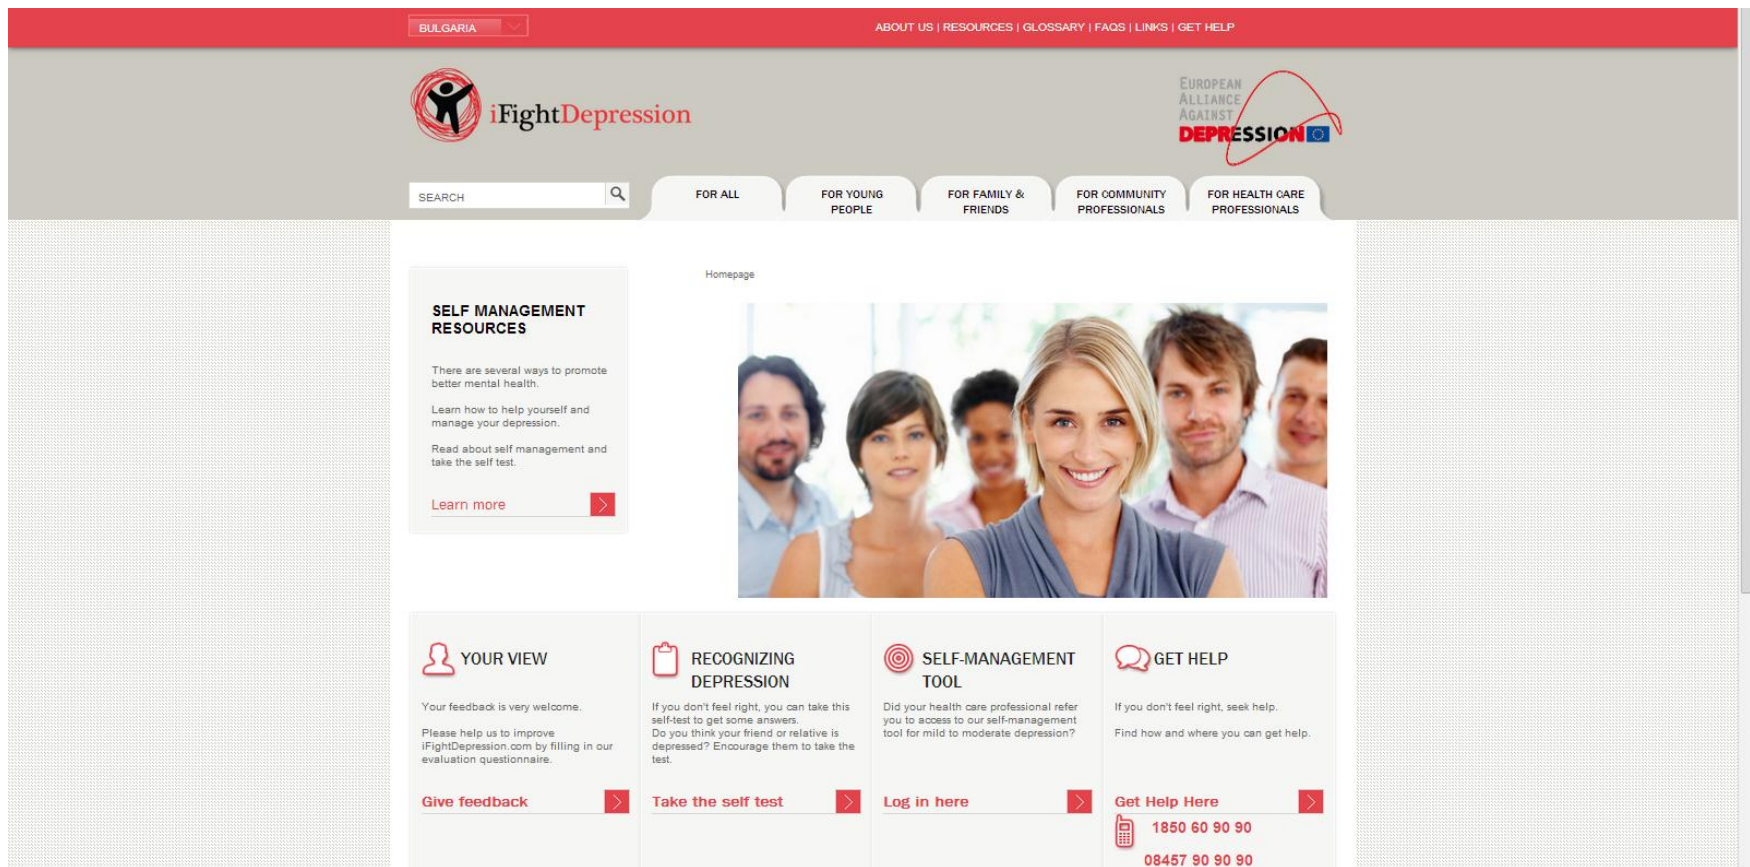 BULGARIA
ABOUT US | RESOURCES | GLOSSARY | FAQS | LINKS | GET HELP
iFightDepression
EUROPEAN
ALLIANCE
AGAINST
DEPRESSION
SEARCH
FOR ALL
FOR YOUNG
PEOPLE
FOR FAMILY &
FRIENDS
FOR COMMUNITY
PROFESSIONALS
FOR HEALTH CARE
PROFESSIONALS
Homepage
SELF MANAGEMENT
RESOURCES
There are several ways to promote
better mental health.
Learn how to help yourself and
manage your depression.
Read about self management and
take the self test.
Learn more
YOUR VIEW
Your feedback is very welcome.
Please help us to improve
iFightDepression.com by filling in our
evaluation questionnaire.
Give feedback
RECOGNIZING
DEPRESSION
If you don't feel right, you can take this
self-test to get some answers.
Do you think your friend or relative is
depressed? Encourage them to take the
test.
Take the self test
SELF-MANAGEMENT
TOOL
Did your health care professional refer
you to access to our self-management
tool for mild to moderate depression?
Log in here
GET HELP
If you don't feel right, seek help.
Find how and where you can get help.
Get Help Here
1850 60 90 90
08457 90 90 90